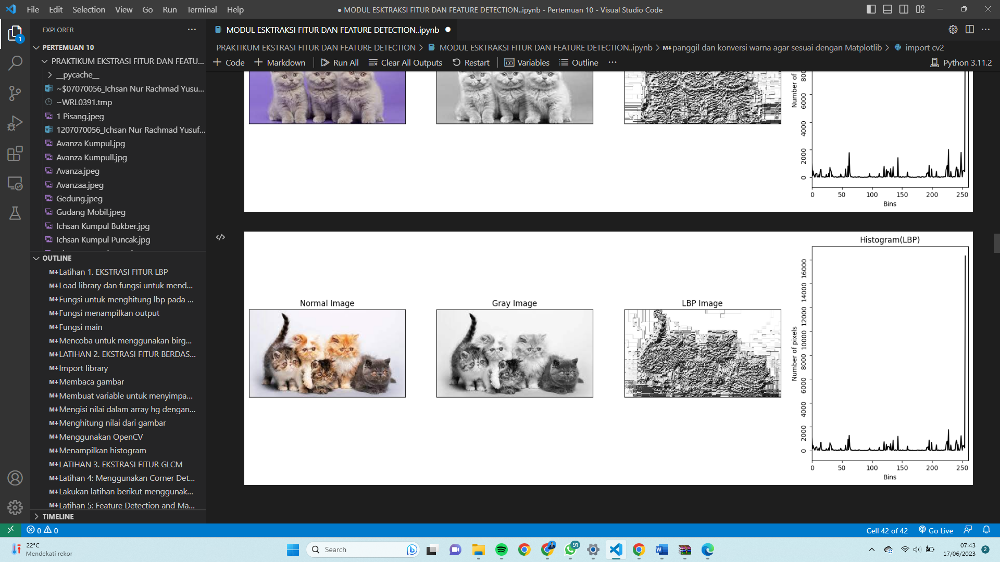 File Edit Selection View Go Run Terminal Help
● MODUL ESKTRAKSI FITUR DAN FEATURE DETECTION..ipynb - Pertemuan 10 - Visual Studio Code
EXPLORER
PERTEMUAN 10
PRAKTIKUM EKSTRASI FITUR DAN FEATU...
__pycache__
~$07070056_Ichsan Nur Rachmad Yusu...
~WRL0391.tmp
1 Pisang.jpeg
1207070056_Ichsan Nur Rachmad Yusuf...
Avanza Kumpul.jpg
Avanza Kumpull.jpg
Avanza.jpeg
Avanzaa.jpeg
Gedung.jpeg
Gudang Mobil.jpeg
Ichsan Kumpul Bukber.jpg
Ichsan Kumpul Puncak.jpg
OUTLINE
M↓Latihan 1. EKSTRASI FITUR LBP
M↓Load library dan fungsi untuk mend...
M↓Fungsi untuk menghitung lbp pada ...
M↓Fungsi menampilkan output
M↓Fungsi main
M↓Mencoba untuk menggunakan birg...
M↓LATIHAN 2. EKSTRASI FITUR BERDAS...
M↓Import library
M↓Membaca gambar
M↓Membuat variable untuk menyimpa...
M↓Mengisi nilai dalam array hg dengan...
M↓Menghitung nilai dari gambar
M↓Menggunakan OpenCV
M↓Menampilkan histogram
M↓LATIHAN 3. EKSTRASI FITUR GLCM
M↓Latihan 4: Menggunakan Corner Det...
M↓Lakukan latihan berikut menggunak...
M↓Latihan 5: Feature Detection and Ma...
TIMELINE
MODUL ESKTRAKSI FITUR DAN FEATURE DETECTION..ipynb ●
PRAKTIKUM EKSTRASI FITUR DAN FEATURE DETECTION > MODUL ESKTRAKSI FITUR DAN FEATURE DETECTION..ipynb > M↓panggil dan konversi warna agar sesuai dengan Matplotlib > import cv2
+ Code + Markdown Run All Clear All Outputs Restart Variables Outline ...
Python 3.11.2
Number of
8000
6000
4000
2000
0
0 50 100 150 200 250
Bins
Normal Image
Gray Image
LBP Image
Histogram(LBP)
Number of pixels
16000
14000
12000
10000
8000
6000
4000
2000
0
0 50 100 150 200 250
Bins
0 0
Cell 42 of 42
Go Live
22°C
Mendekati rekor
Search
91
07:43
17/06/2023
2
1